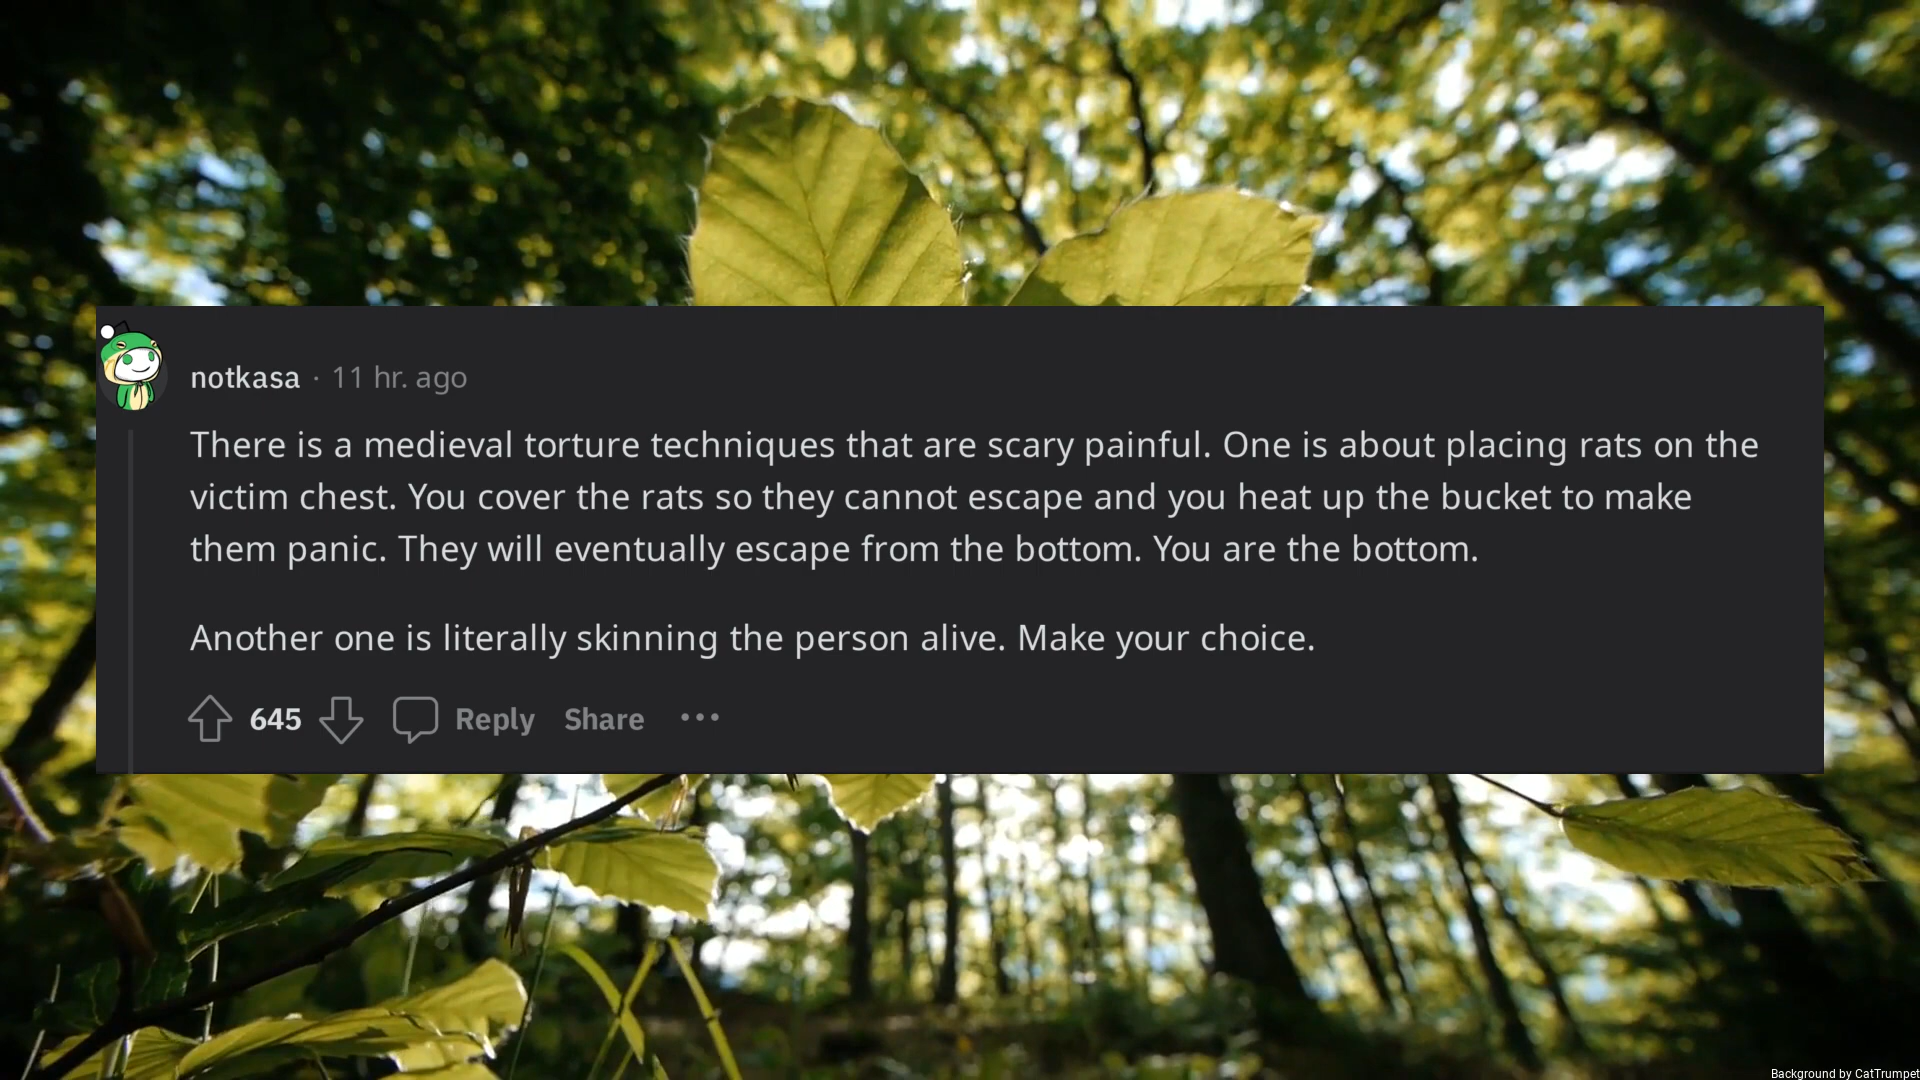 notkasa · 11 hr. ago
There is a medieval torture techniques that are scary painful. One is about placing rats on the
victim chest. You cover the rats so they cannot escape and you heat up the bucket to make
them panic. They will eventually escape from the bottom. You are the bottom.
Another one is literally skinning the person alive. Make your choice.
645 Reply Share ···
Background by CatTrumpet